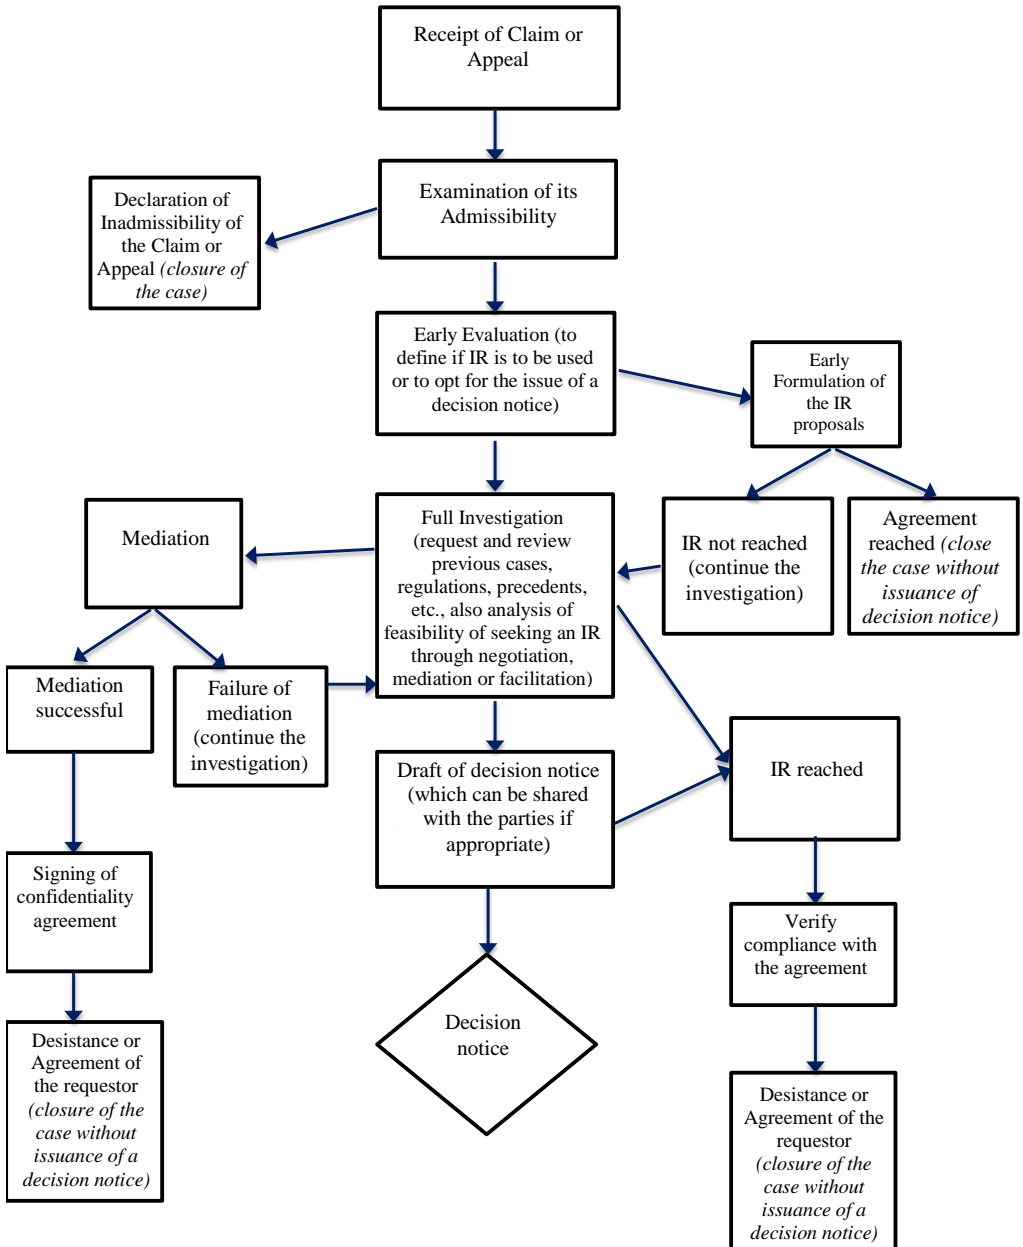 Receipt of Claim or
Appeal
Examination of its
Admissibility
Declaration of
Inadmissibility of
the Claim or
Appeal (closure of
the case)
Early Evaluation (to
define if IR is to be used
or to opt for the issue of a
decision notice)
Early
Formulation of
the IR
proposals
Full Investigation
(request and review
previous cases,
regulations, precedents,
etc., also analysis of
feasibility of seeking an IR
through negotiation,
mediation or facilitation)
IR not reached
(continue the
investigation)
Agreement
reached (close
the case without
issuance of
decision notice)
Mediation
Mediation
successful
Failure of
mediation
(continue the
investigation)
Draft of decision notice
(which can be shared
with the parties if
appropriate)
IR reached
Signing of
confidentiality
agreement
Verify
compliance with
the agreement
Decision
notice
Desistance or
Agreement of
the requestor
(closure of the
case without
issuance of a
decision notice)
Desistance or
Agreement of the
requestor
(closure of the
case without
issuance of a
decision notice)